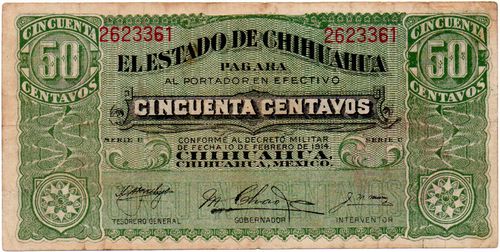 CINCUENTA
50
CENTAVOS
2623361
2623361
CINCUENTA
50
CENTAVOS
EL ESTADO DE CHIHUAHUA
PAGARA
AL PORTADOR EN EFECTIVO
CINCUENTA CENTAVOS
CONFORME AL DECRETO MILITAR
SERIE
DE FECHA 10 DE FEBRERO DE 1914.
SERIE
CHIHUAHUA,
CHIHUAHUA, MEXICO.
TESORERO GENERAL
GOBERNADOR
INTERVENTOR